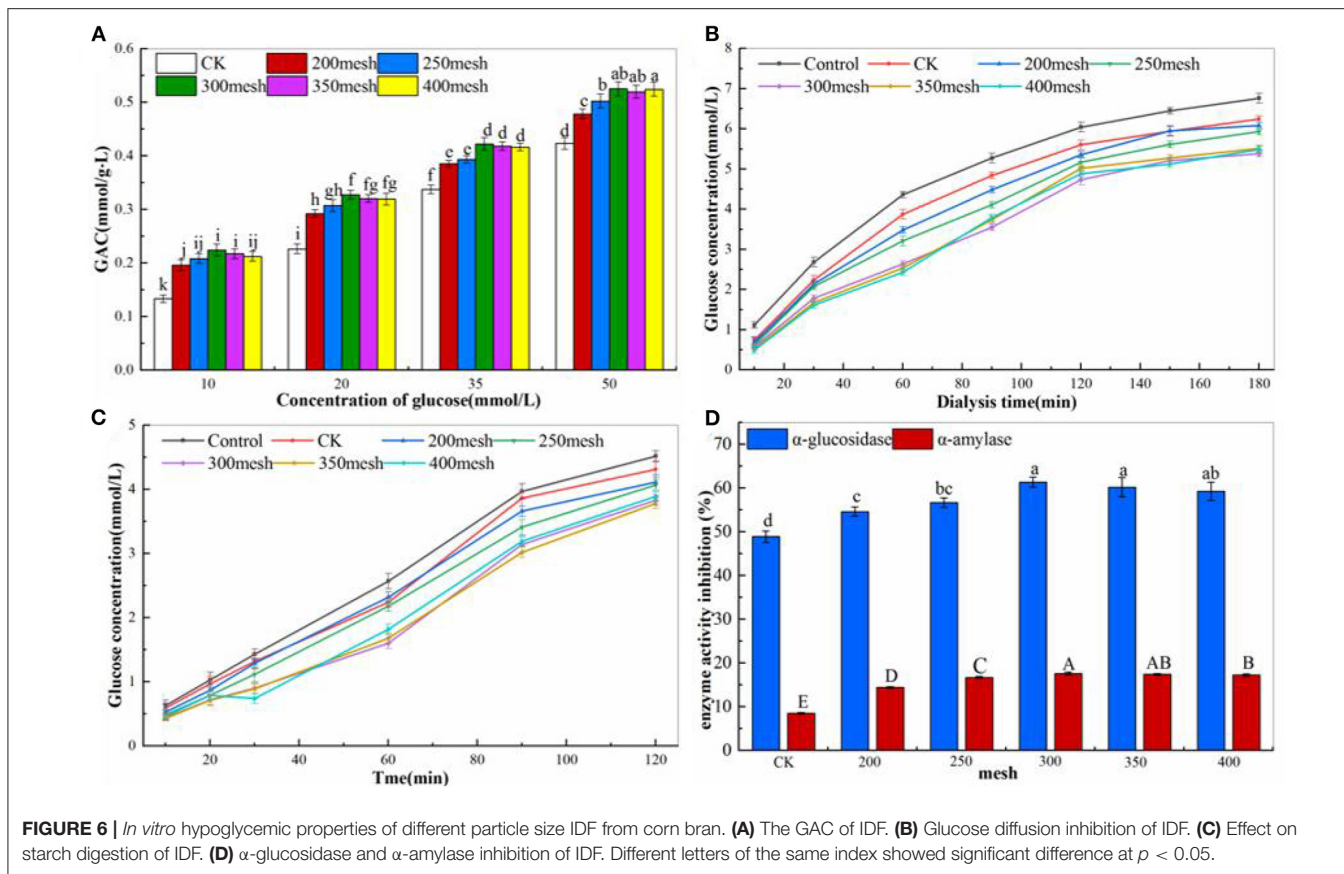 A
0.6
0.5
0.4
0.3
0.2
0.1
0.0
GAC(mmol/g·L)
CK 200mesh 250mesh
300mesh 350mesh 400mesh
k j ij i i ij
i h gh f fg fg
f e e d d d
d c b ab ab a
10 20 35 50
Concentration of glucose(mmol/L)
B
8
7
6
5
4
3
2
1
0
Glucose concentration(mmol/L)
Control CK 200mesh 250mesh
300mesh 350mesh 400mesh
20 40 60 80 100 120 140 160 180
Dialysis time(min)
C
5
4
3
2
1
0
Glucose concentration(mmol/L)
Control CK 200mesh 250mesh
300mesh 350mesh 400mesh
20 40 60 80 100 120
Tme(min)
D
70
60
50
40
30
20
10
0
enzyme activity inhibition (%)
α-glucosidase α-amylase
d c bc a a ab
E D C A AB B
CK 200 250 300 350 400
mesh
FIGURE 6 | In vitro hypoglycemic properties of different particle size IDF from corn bran. (A) The GAC of IDF. (B) Glucose diffusion inhibition of IDF. (C) Effect on
starch digestion of IDF. (D) α-glucosidase and α-amylase inhibition of IDF. Different letters of the same index showed significant difference at p < 0.05.